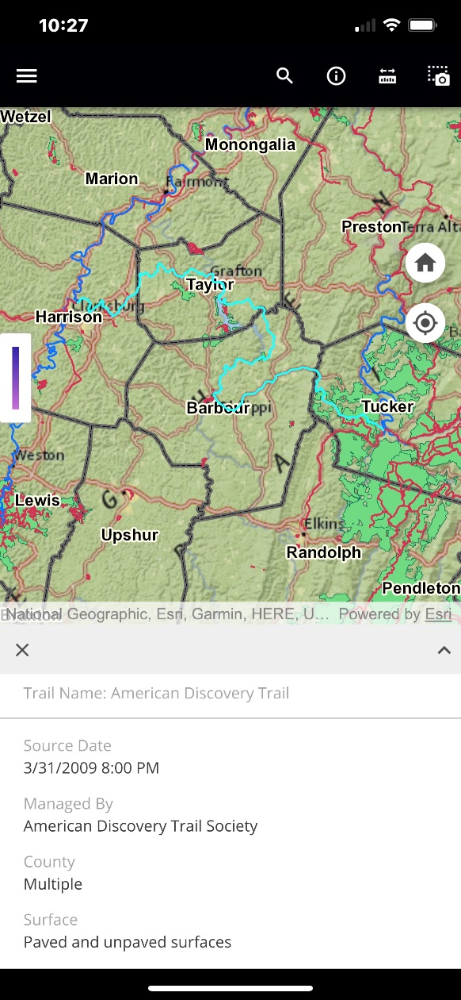 10:27
Wetzel
Monongalia
Marion
Fairmont
N
Preston
Terra Alta
Grafton
Taylor
E
Clarksburg
Harrison
B
I
H
Barbour
ppi
Tucker
Weston
A
Lewis
G.
Elkins
Upshur
Randolph
Pendleton
National Geographic, Esri, Garmin, HERE, U... Powered by Esri
Trail Name: American Discovery Trail
Source Date
3/31/2009 8:00 PM
Managed By
American Discovery Trail Society
County
Multiple
Surface
Paved and unpaved surfaces